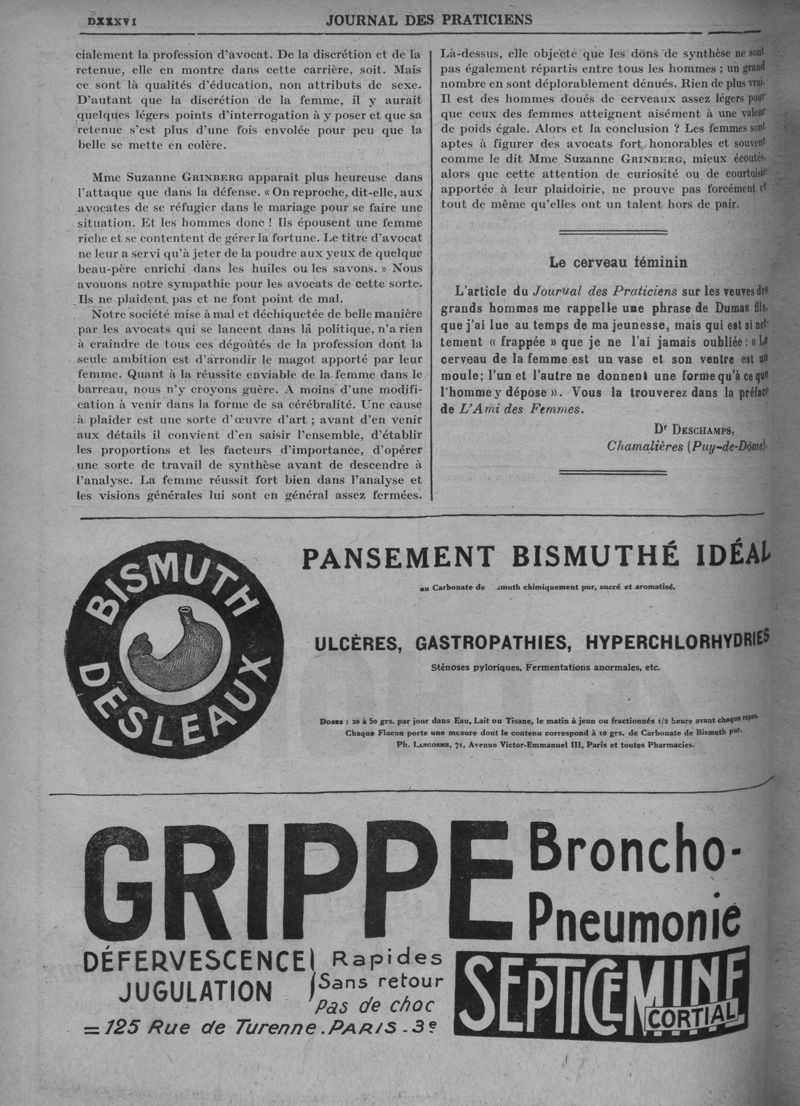 DXXXVI
JOURNAL DES PRATICIENS
cialement la profession d'avocat. De la discrétion et de la
retenue, elle en montre dans cette carrière, soit. Mais
ce sont là qualités d'éducation, non attributs de sexe.
D'autant que la discrétion de la femme, il y aurait
quelques légers points d'interrogation à y poser et que sa
retenue s'est plus d'une fois envolée pour peu que la
belle se mette en colère.
Mme Suzanne GRINBERG apparaît plus heureuse dans
l'attaque que dans la défense. « On reproche, dit-elle, aux
avocates de se réfugier dans le mariage pour se faire une
situation. Et les hommes donc ! Ils épousent une femme
riche et se contentent de gérer la fortune. Le titre d'avocat
ne leur a servi qu'à jeter de la poudre aux yeux de quelque
beau-père enrichi dans les huiles ou les savons. » Nous
avouons notre sympathie pour les avocats de cette sorte.
Ils ne plaident pas et ne font point de mal.
Notre société mise à mal et déchiquetée de belle manière
par les avocats qui se lancent dans la politique, n'a rien
à craindre de tous ces dégoûtés de la profession dont la
seule ambition est d'arrondir le magot apporté par leur
femme. Quant à la réussite enviable de la femme dans le
barreau, nous n'y croyons guère. A moins d'une modifi-
cation à venir dans la forme de sa cérébralité. Une cause
à plaider est une sorte d'œuvre d'art ; avant d'en venir
aux détails il convient d'en saisir l'ensemble, d'établir
les proportions et les facteurs d'importance, d'opérer
une sorte de travail de synthèse avant de descendre à
l'analyse. La femme réussit fort bien dans l'analyse et
les visions générales lui sont en général assez fermées.
Là-dessus, elle objecte que les dons de synthèse ne sont
pas également répartis entre tous les hommes ; un grand
nombre en sont déplorablement dénués. Rien de plus vrai.
Il est des hommes doués de cerveaux assez légers pour
que ceux des femmes atteignent aisément à une valeur
de poids égale. Alors et la conclusion ? Les femmes sont
aptes à figurer des avocats fort honorables et souvent
comme le dit Mme Suzanne GRINBERG, mieux écoutés,
alors que cette attention de curiosité ou de courtoisie
apportée à leur plaidoirie, ne prouve pas forcément et
tout de même qu'elles ont un talent hors de pair.
Le cerveau féminin
L'article du Jourual des Praticiens sur les veuves des
grands hommes me rappelle une phrase de Dumas fils,
que j'ai lue au temps de ma jeunesse, mais qui est si net-
tement « frappée » que je ne l'ai jamais oubliée : « Le
cerveau de la femme est un vase et son ventre est un
moule; l'un et l'autre ne donnent une forme qu'à ce que
l'homme y dépose ». Vous la trouverez dans la préface
de L'Ami des Femmes.
Dr DESCHAMPS,
Chamalières (Puy-de-Dôme).
BISMUTH
DESLEAUX
PANSEMENT BISMUTHÉ IDÉAL
au Carbonate de muth chimiquement pur, sucré et aromatisé.
ULCÈRES, GASTROPATHIES, HYPERCHLORHYDRIES
Sténoses pyloriques, Fermentations anormales, etc.
DOSES : 20 à 50 grs. par jour dans Eau, Lait ou Tisane, le matin à jeun ou fractionnés 1/2 heure avant chaque repas.
Chaque Flacon porte une mesure dont le contenu correspond à 10 grs. de Carbonate de Bismuth pur.
Ph. LANCOSME, 71, Avenue Victor-Emmanuel III, Paris et toutes Pharmacies.
GRIPPE
Broncho-
Pneumonie
DÉFERVESCENCE
JUGULATION
Rapides
Sans retour
Pas de choc
= 125 Rue de Turenne. PARIS - 3e
SEPTICEMINE
CORTIAL